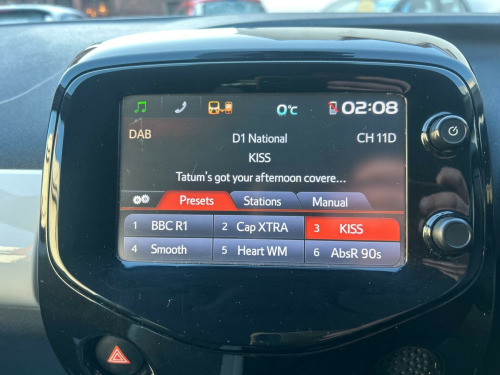 0°C 02:08
DAB D1 National CH 11D
KISS
Tatum's got your afternoon covere...
Presets Stations Manual
1 BBC R1 2 Cap XTRA 3 KISS
4 Smooth 5 Heart WM 6 AbsR 90s